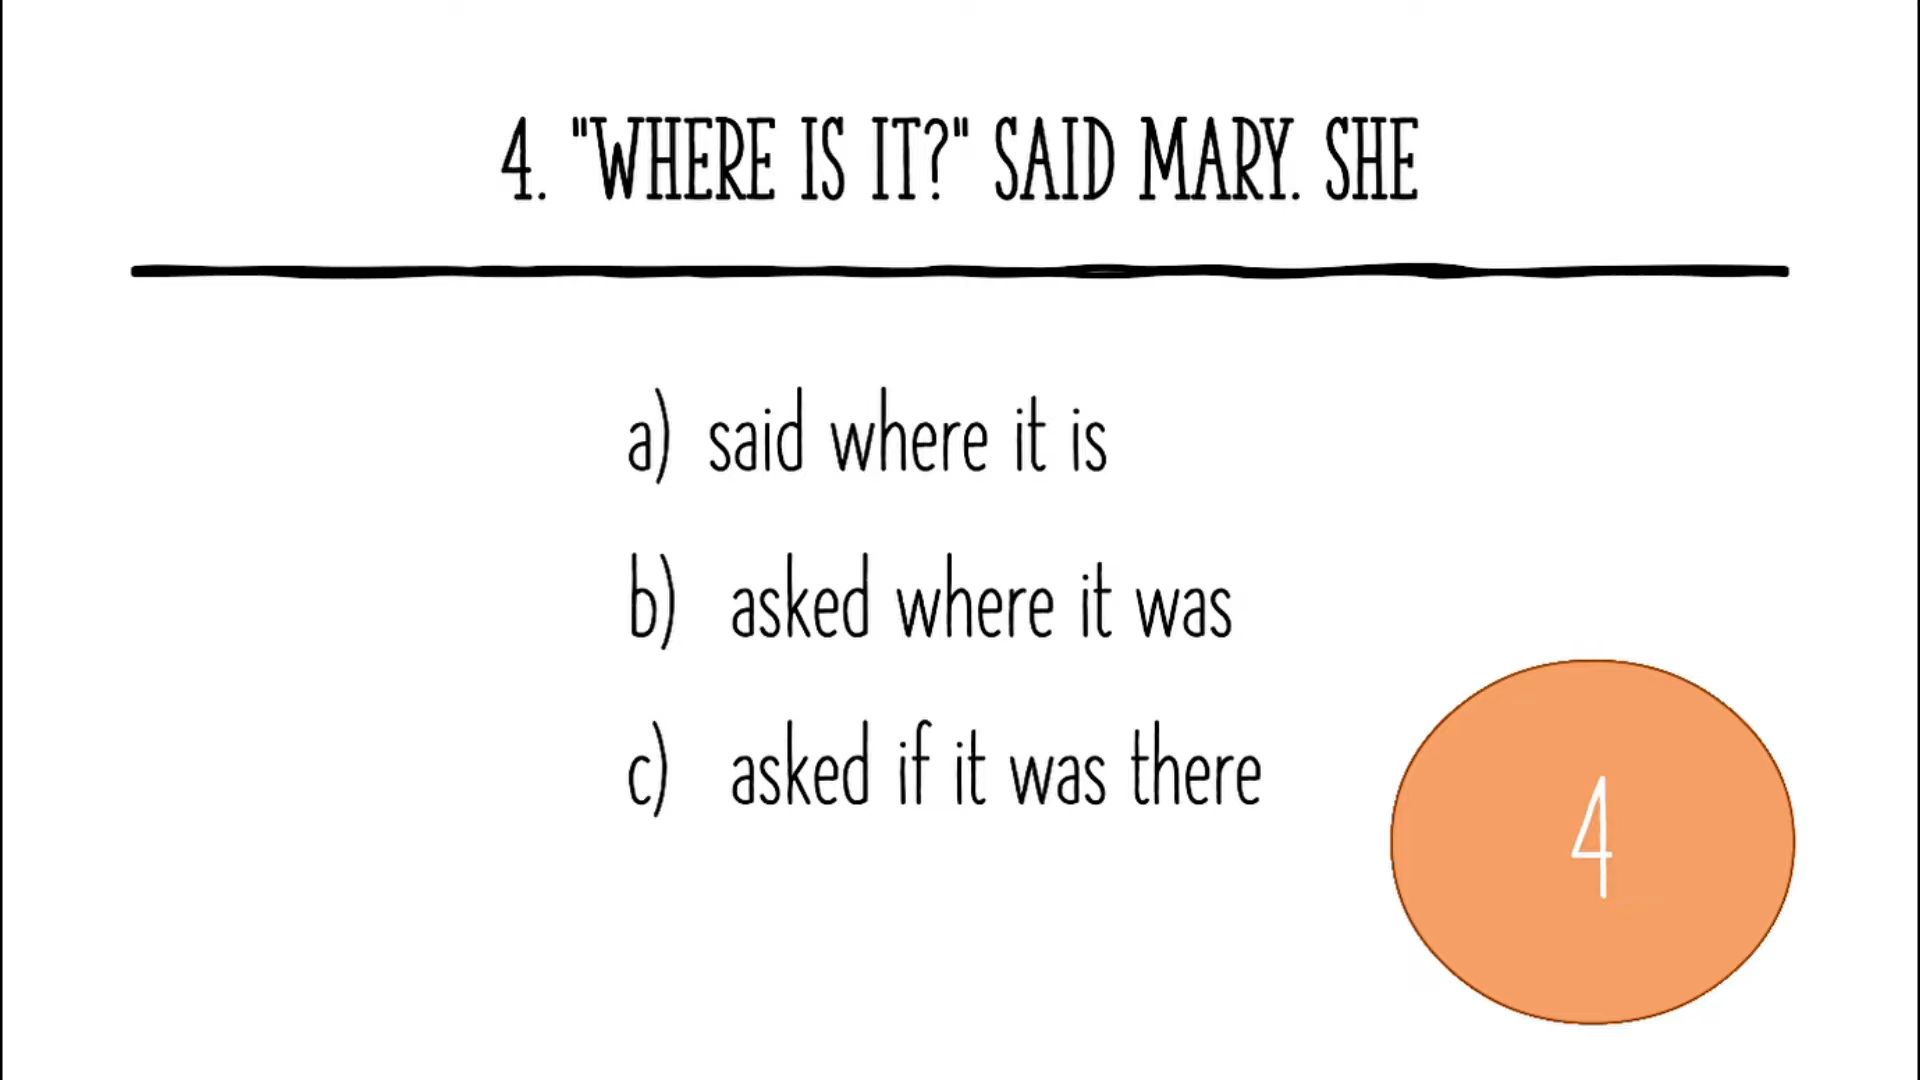 4. "WHERE IS IT?" SAID MARY. SHE
a) said where it is
b) asked where it was
c) asked if it was there
4